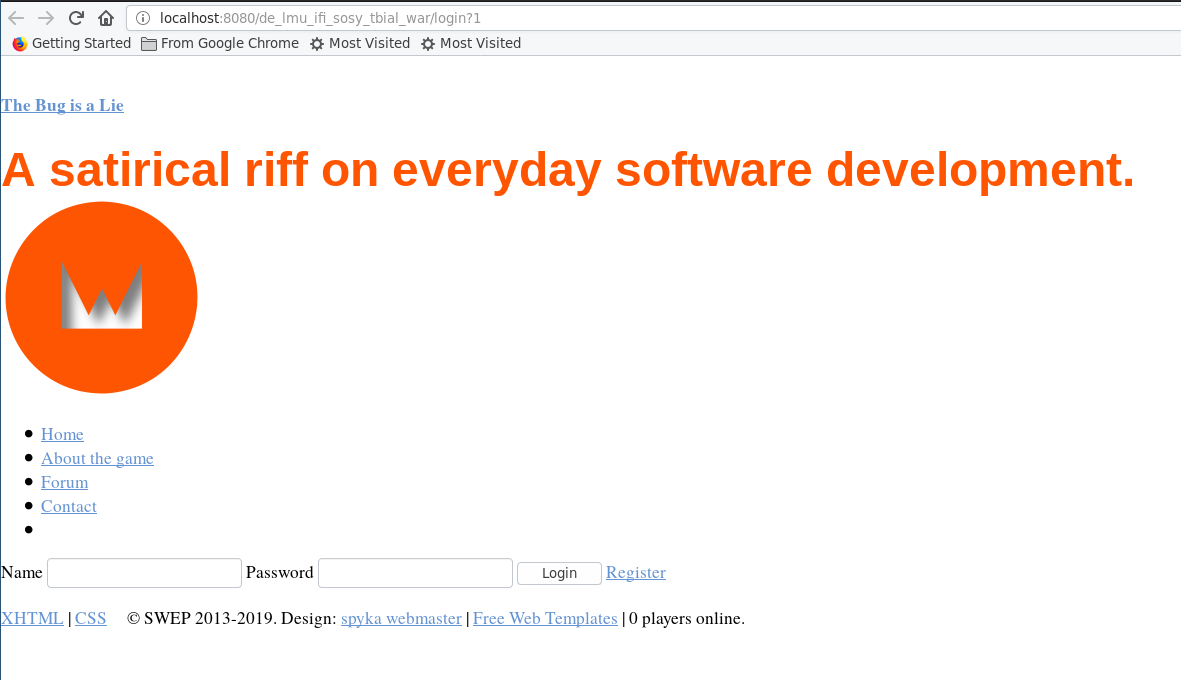 localhost:8080/de_lmu_ifi_sosy_tbial_war/login?1
Getting Started From Google Chrome Most Visited Most Visited
The Bug is a Lie
A satirical riff on everyday software development.
Home
About the game
Forum
Contact
Name Password Login Register
XHTML | CSS © SWEP 2013-2019. Design: spyka webmaster | Free Web Templates | 0 players online.